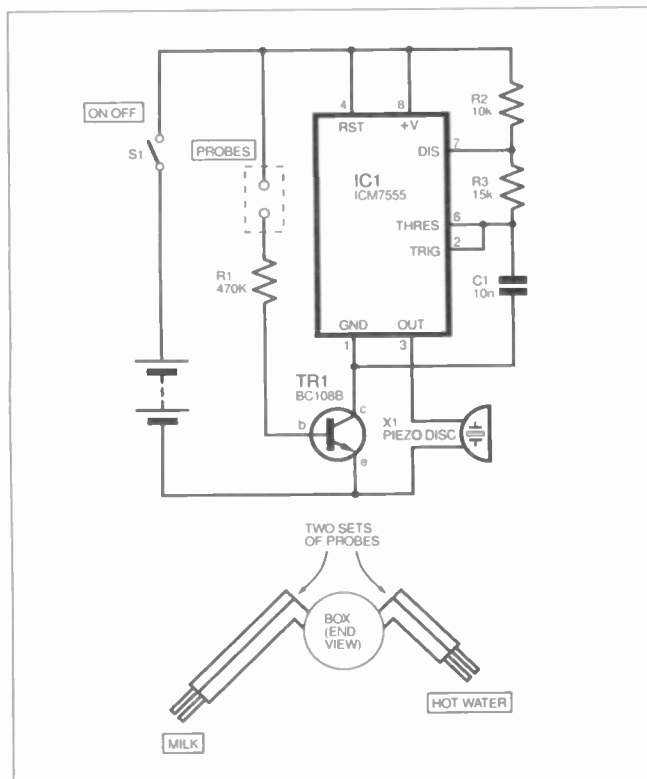 ON OFF
S1
PROBES
R1
470K
4
RST
8
+V
IC1
ICM7555
DIS
7
THRES
6
TRIG
2
GND
1
OUT
3
R2
10k
R3
15k
C1
10n
TR1
BC108B
b
c
e
X1
PIEZO DISC
TWO SETS
OF PROBES
BOX
(END
VIEW)
MILK
HOT WATER